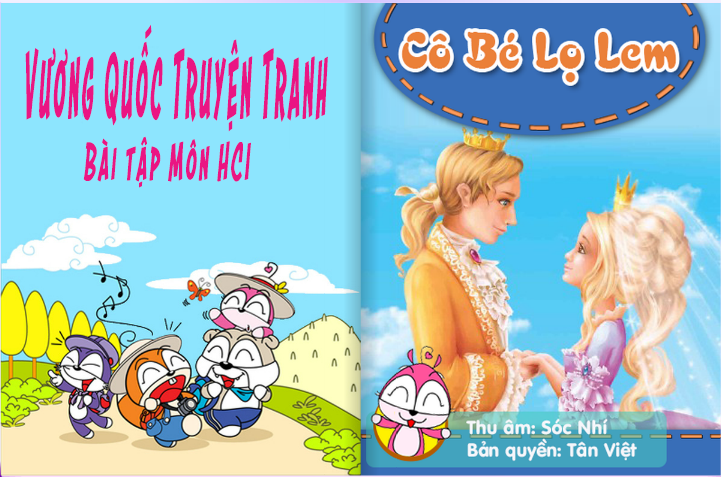 Vương Quốc Truyện Tranh
Bài tập Môn HCI
Cô Bé Lọ Lem
Thu âm: Sóc Nhí
Bản quyền: Tân Việt